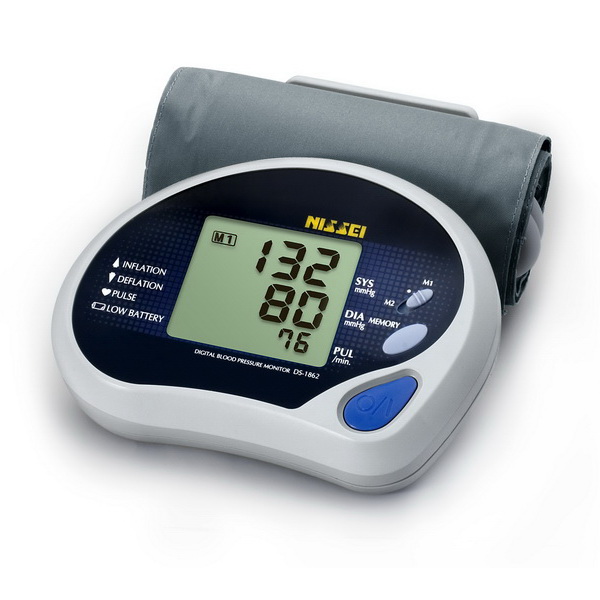 NISSEI
M1
132
SYS
mmHg
80
DIA
mmHg
76
PUL
/min.
INFLATION
DEFLATION
PULSE
LOW BATTERY
M1
M2
MEMORY
DIGITAL BLOOD PRESSURE MONITOR DS-1862
O/I